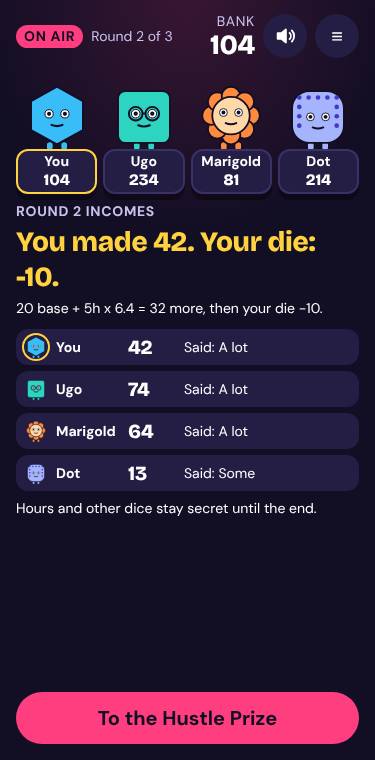 ON AIR
Round 2 of 3
BANK
104
You
104
Ugo
234
Marigold
81
Dot
214
ROUND 2 INCOMES
You made 42. Your die:
-10.
20 base + 5h x 6.4 = 32 more, then your die -10.
You 42 Said: A lot
Ugo 74 Said: A lot
Marigold 64 Said: A lot
Dot 13 Said: Some
Hours and other dice stay secret until the end.
To the Hustle Prize